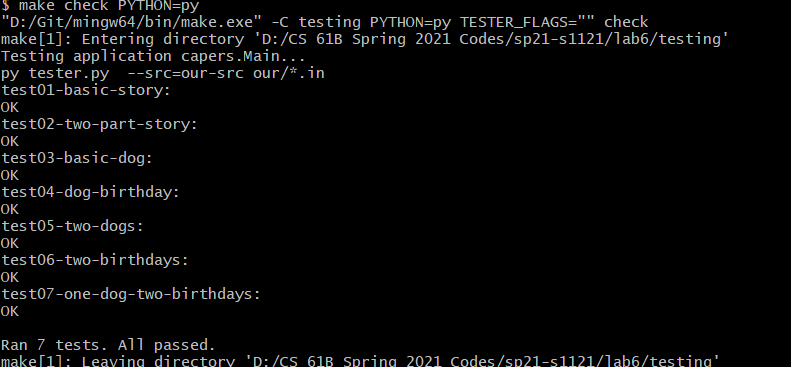 $ make check PYTHON=py
"D:/Git/mingw64/bin/make.exe" -C testing PYTHON=py TESTER_FLAGS="" check
make[1]: Entering directory 'D:/CS 61B Spring 2021 Codes/sp21-s1121/lab6/testing'
Testing application capers.Main...
py tester.py  --src=our-src our/*.in
test01-basic-story:
OK
test02-two-part-story:
OK
test03-basic-dog:
OK
test04-dog-birthday:
OK
test05-two-dogs:
OK
test06-two-birthdays:
OK
test07-one-dog-two-birthdays:
OK
Ran 7 tests. All passed.
make[1]: Leaving directory 'D:/CS 61B Spring 2021 Codes/sp21-s1121/lab6/testing'